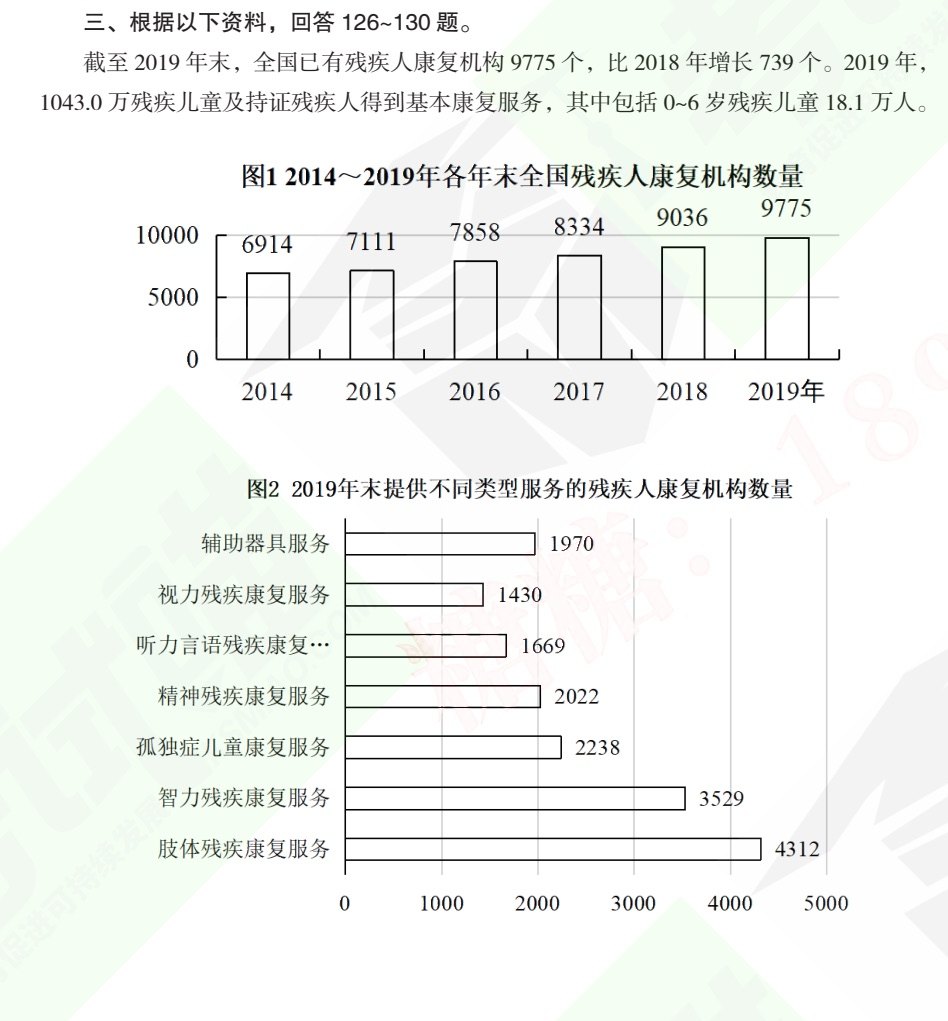 三、根据以下资料，回答 126~130 题。
截至 2019 年末，全国已有残疾人康复机构 9775 个，比 2018 年增长 739 个。2019 年，
1043.0 万残疾儿童及持证残疾人得到基本康复服务，其中包括 0~6 岁残疾儿童 18.1 万人。
图1 2014～2019年各年末全国残疾人康复机构数量
10000
5000
0
6914
7111
7858
8334
9036
9775
2014
2015
2016
2017
2018
2019年
图2 2019年末提供不同类型服务的残疾人康复机构数量
辅助器具服务 1970
视力残疾康复服务 1430
听力言语残疾康复… 1669
精神残疾康复服务 2022
孤独症儿童康复服务 2238
智力残疾康复服务 3529
肢体残疾康复服务 4312
0 1000 2000 3000 4000 5000